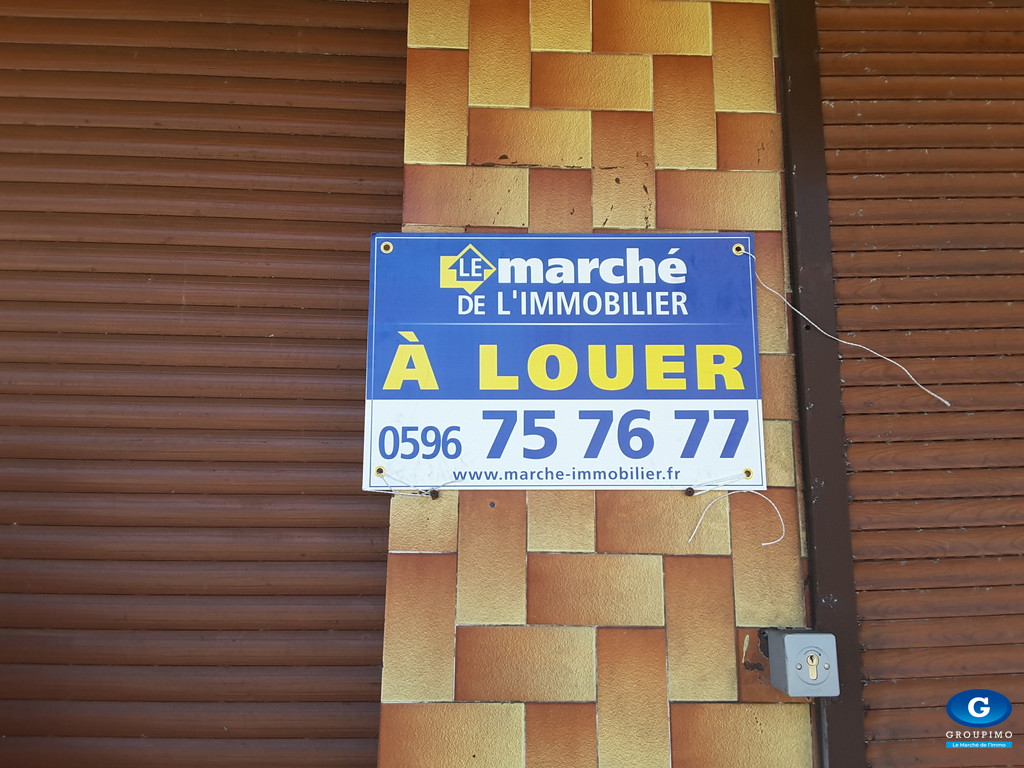 LE marché
DE L'IMMOBILIER
À LOUER
0596 75 76 77
www.marche-immobilier.fr
G
GROUPIMO
Le Marché de l'Immo